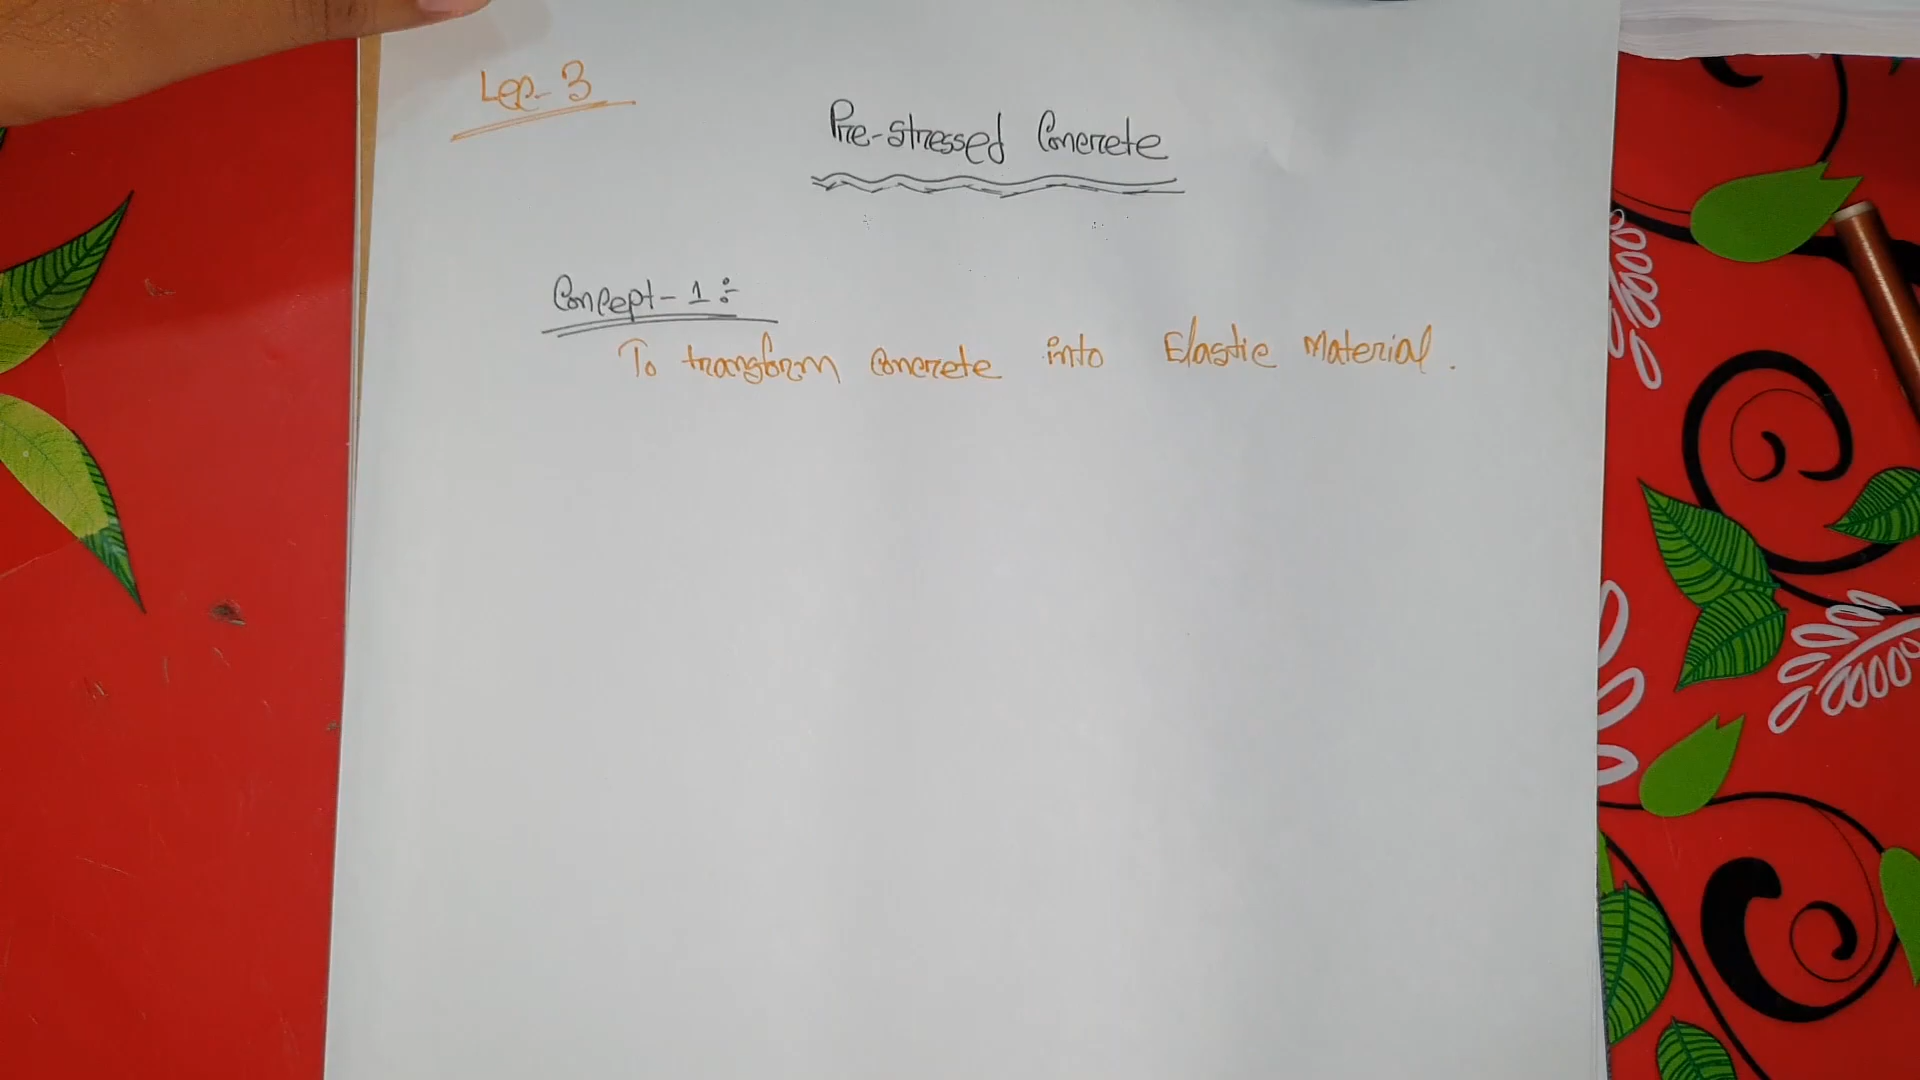 Lec-3
Pre-stressed Concrete
Concept-1 :-
To transform Concrete into Elastic Material.